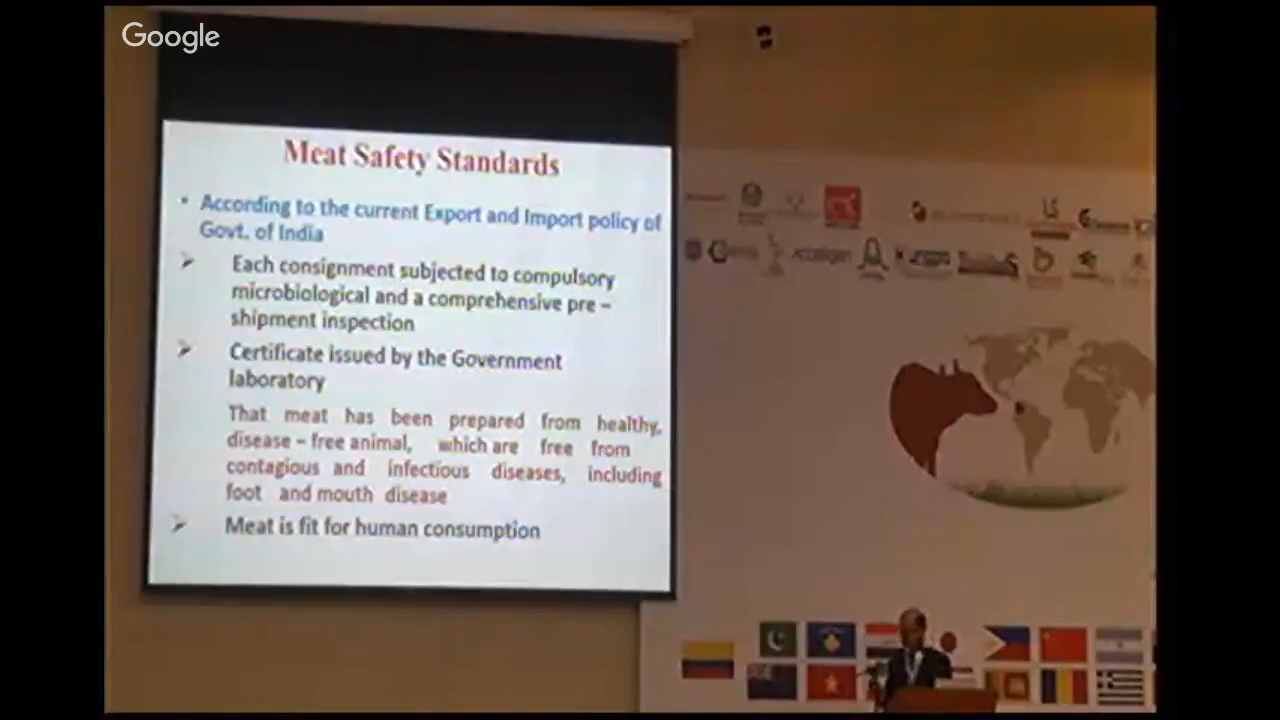 Google
Meat Safety Standards
• According to the current Export and Import policy of
Govt. of India
➢ Each consignment subjected to compulsory
microbiological and a comprehensive pre –
shipment inspection
➢ Certificate issued by the Government
laboratory
That meat has been prepared from healthy,
disease – free animal, which are free from
contagious and infectious diseases, including
foot and mouth disease
➢ Meat is fit for human consumption